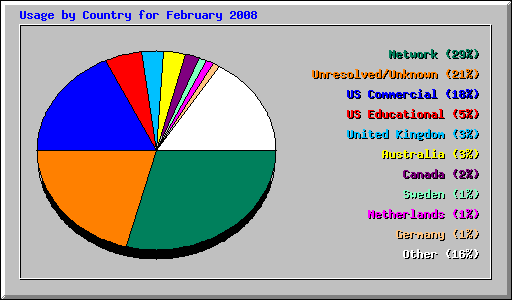 Usage by Country for February 2008
Network (29%)
Unresolved/Unknown (21%)
US Commercial (18%)
US Educational (5%)
United Kingdom (3%)
Australia (3%)
Canada (2%)
Sweden (1%)
Netherlands (1%)
Germany (1%)
Other (16%)